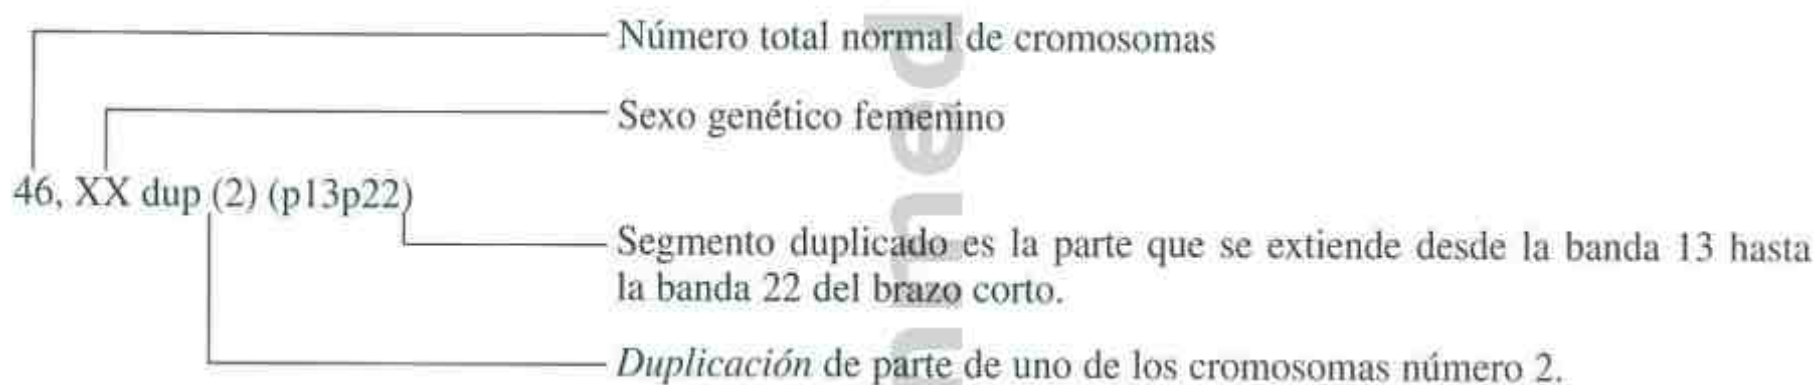 Número total normal de cromosomas
Sexo genético femenino
46, XX dup (2) (p13p22)
Segmento duplicado es la parte que se extiende desde la banda 13 hasta
la banda 22 del brazo corto.
Duplicación de parte de uno de los cromosomas número 2.